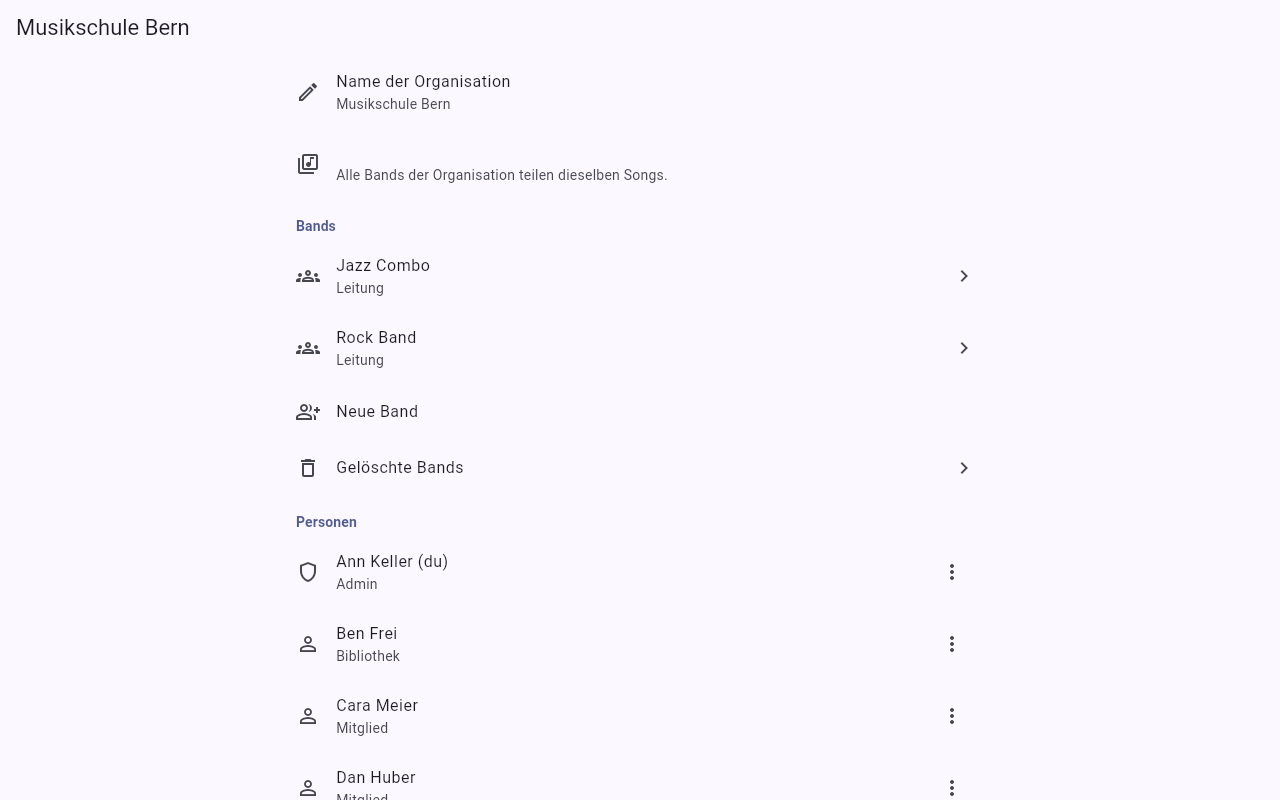 Musikschule Bern
Name der Organisation
Musikschule Bern
Alle Bands der Organisation teilen dieselben Songs.
Bands
Jazz Combo
Leitung
Rock Band
Leitung
Neue Band
Gelöschte Bands
Personen
Ann Keller (du)
Admin
Ben Frei
Bibliothek
Cara Meier
Mitglied
Dan Huber
Mitglied